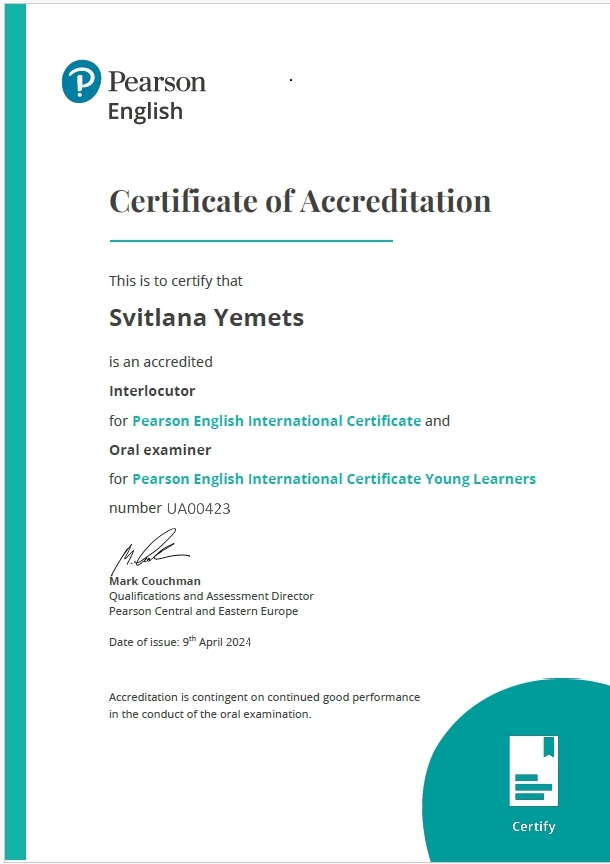 Pearson
English
Certificate of Accreditation
This is to certify that
Svitlana Yemets
is an accredited
Interlocutor
for Pearson English International Certificate and
Oral examiner
for Pearson English International Certificate Young Learners
number UA00423
Mark Couchman
Qualifications and Assessment Director
Pearson Central and Eastern Europe
Date of issue: 9th April 2024
Accreditation is contingent on continued good performance
in the conduct of the oral examination.
Certify